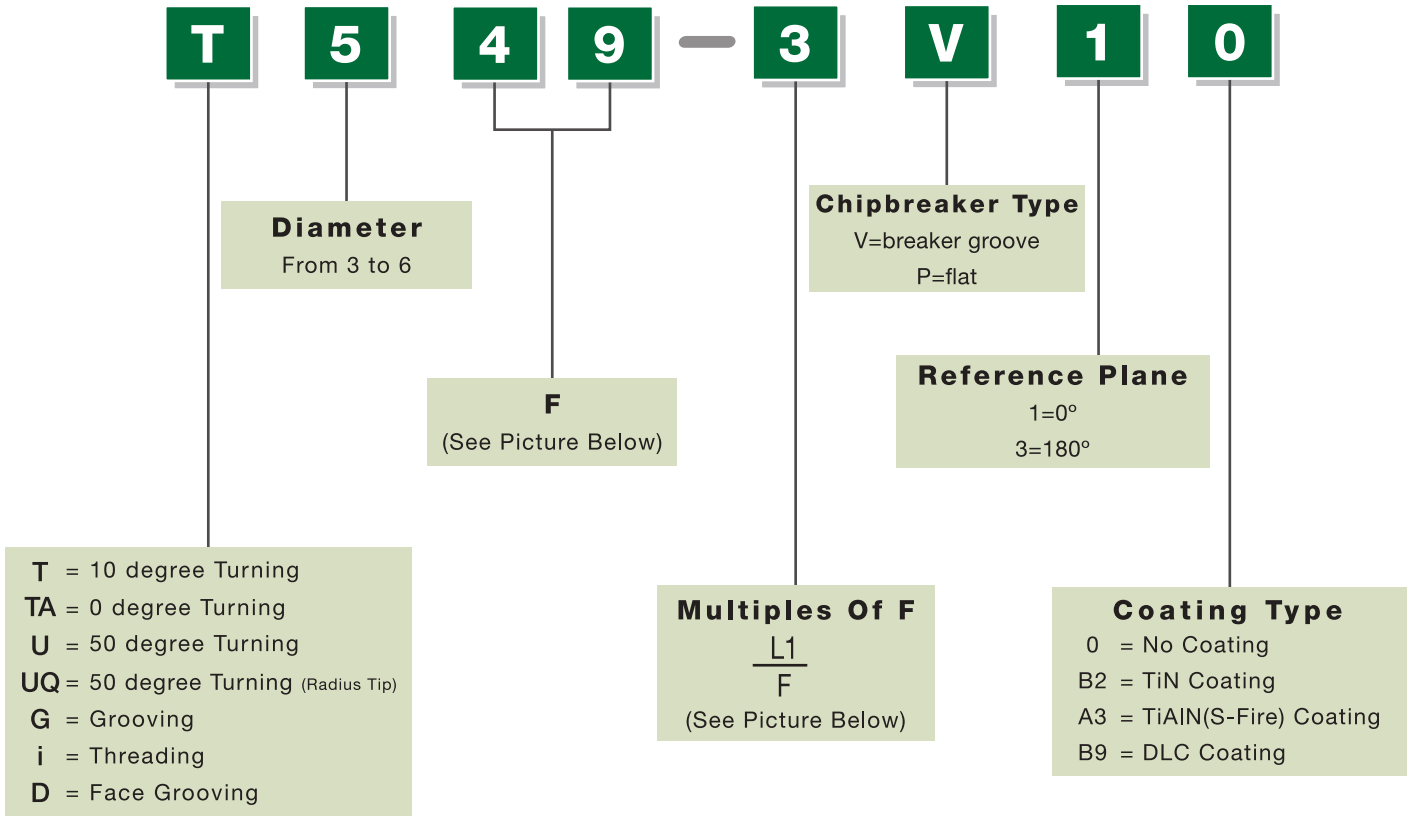 T 5 4 9 – 3 V 1 0
Diameter
From 3 to 6
Chipbreaker Type
V=breaker groove
P=flat
F
(See Picture Below)
Reference Plane
1=0º
3=180º
T = 10 degree Turning
TA = 0 degree Turning
U = 50 degree Turning
UQ = 50 degree Turning (Radius Tip)
G = Grooving
i = Threading
D = Face Grooving
Multiples Of F
L1
F
(See Picture Below)
Coating Type
0 = No Coating
B2 = TiN Coating
A3 = TiAlN(S-Fire) Coating
B9 = DLC Coating